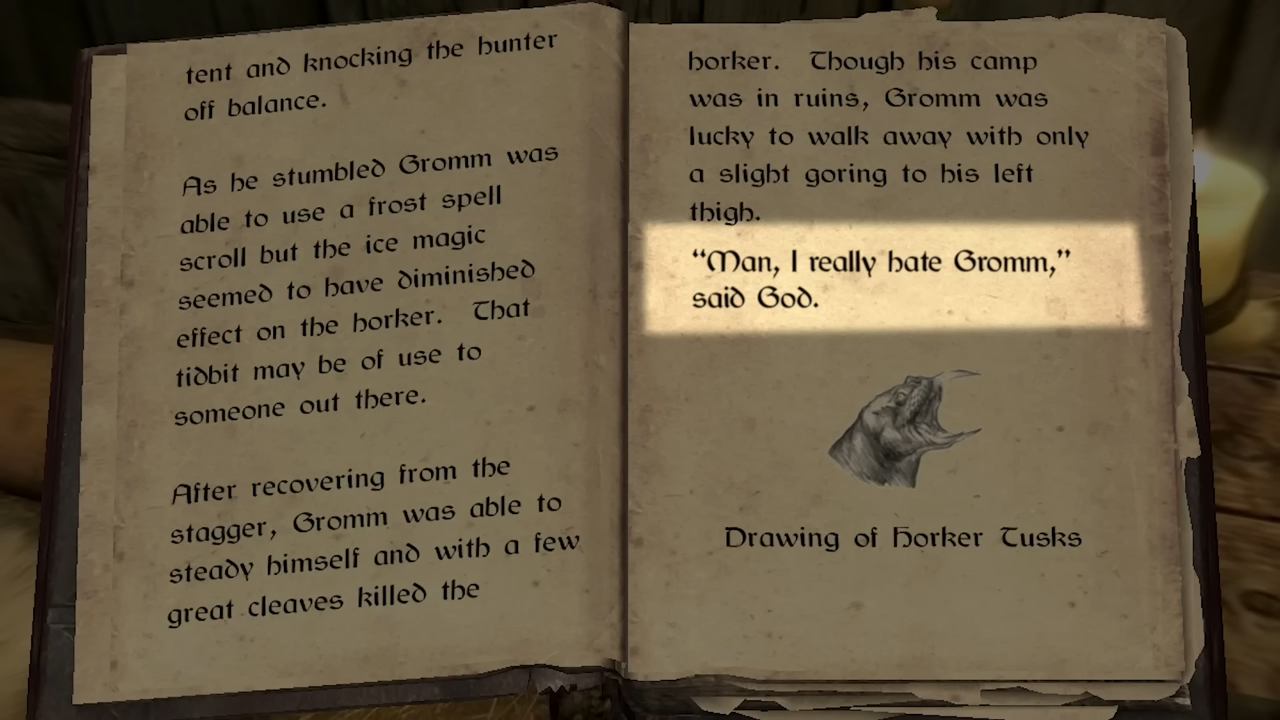 tent and knocking the hunter
off balance.
As he stumbled Gromm was
able to use a frost spell
scroll but the ice magic
seemed to have diminished
effect on the horker. That
tidbit may be of use to
someone out there.
After recovering from the
stagger, Gromm was able to
steady himself and with a few
great cleaves killed the
horker. Though his camp
was in ruins, Gromm was
lucky to walk away with only
a slight goring to his left
thigh.
“Man, I really hate Gromm,”
said God.
Drawing of Horker Tusks